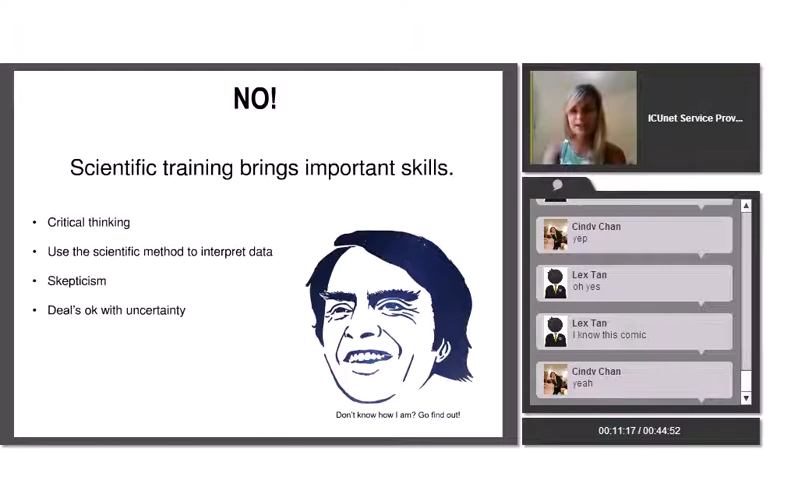 NO!
Scientific training brings important skills.
• Critical thinking
• Use the scientific method to interpret data
• Skepticism
• Deal's ok with uncertainty
Don't know how I am? Go find out!
ICUnet Service Prov...
Cindy Chan
yep
Lex Tan
oh yes
Lex Tan
I know this comic
Cindy Chan
yeah
00:11:17 / 00:44:52